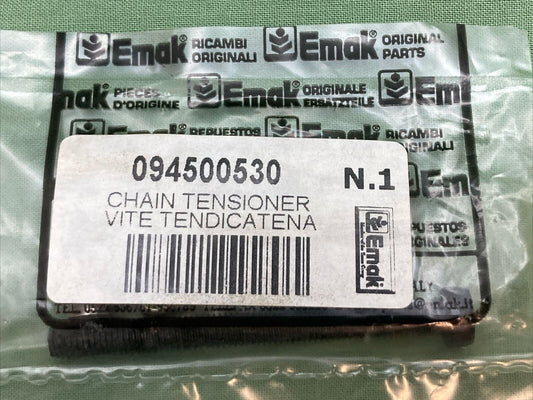 Emak RICAMBI ORIGINALI Emak ORIGINAL PARTS
mak PIECES D'ORIGINE Emak ORIGINALE ERSATZTEILE Emak
Emak REPUESTOS RICAMBI
094500530 N.1
CHAIN TENSIONER
VITE TENDICATENA
Emak
Emak